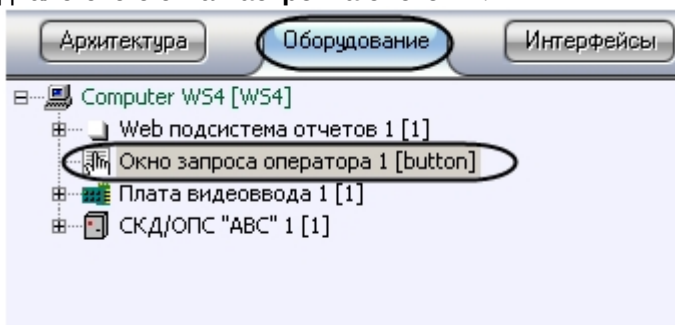 Архитектура Оборудование Интерфейсы
Computer WS4 [WS4]
Web подсистема отчетов 1 [1]
Окно запроса оператора 1 [button]
Плата видеоввода 1 [1]
СКД/ОПС "ABC" 1 [1]